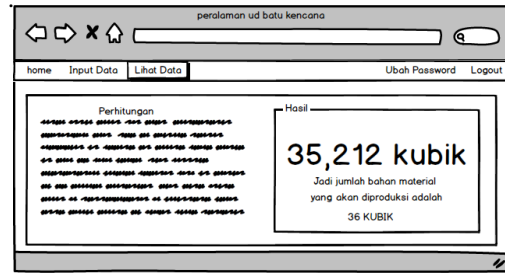 peralaman ud batu kencana
home Input Data Lihat Data Ubah Password Logout
Perhitungan
Hasil
35,212 kubik
Jadi jumlah bahan material
yang akan diproduksi adalah
36 KUBIK